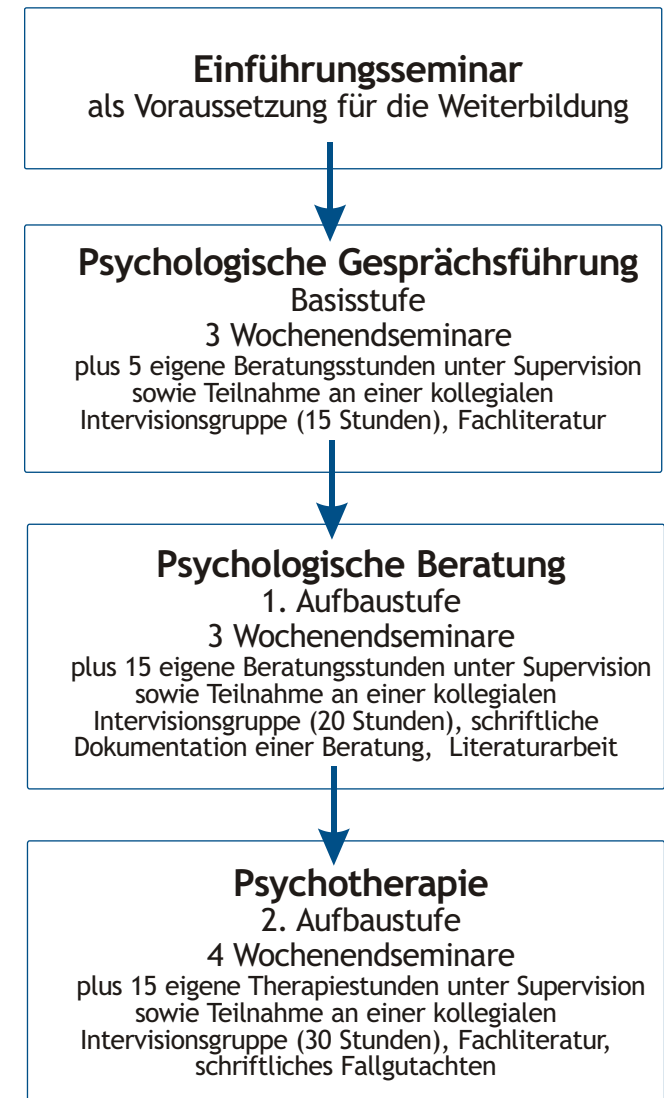 Einführungsseminar
als Voraussetzung für die Weiterbildung
Psychologische Gesprächsführung
Basisstufe
3 Wochenendseminare
plus 5 eigene Beratungsstunden unter Supervision
sowie Teilnahme an einer kollegialen
Intervisionsgruppe (15 Stunden), Fachliteratur
Psychologische Beratung
1. Aufbaustufe
3 Wochenendseminare
plus 15 eigene Beratungsstunden unter Supervision
sowie Teilnahme an einer kollegialen
Intervisionsgruppe (20 Stunden), schriftliche
Dokumentation einer Beratung, Literaturarbeit
Psychotherapie
2. Aufbaustufe
4 Wochenendseminare
plus 15 eigene Therapiestunden unter Supervision
sowie Teilnahme an einer kollegialen
Intervisionsgruppe (30 Stunden), Fachliteratur,
schriftliches Fallgutachten